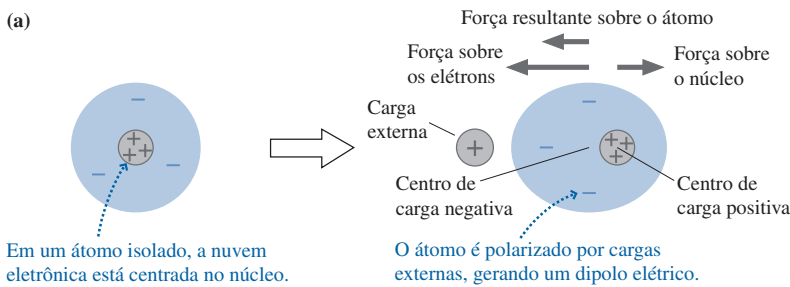 (a)
Força resultante sobre o átomo
Força sobre
os elétrons
Força sobre
o núcleo
Carga
externa
Centro de
carga negativa
Centro de
carga positiva
Em um átomo isolado, a nuvem
eletrônica está centrada no núcleo.
O átomo é polarizado por cargas
externas, gerando um dipolo elétrico.